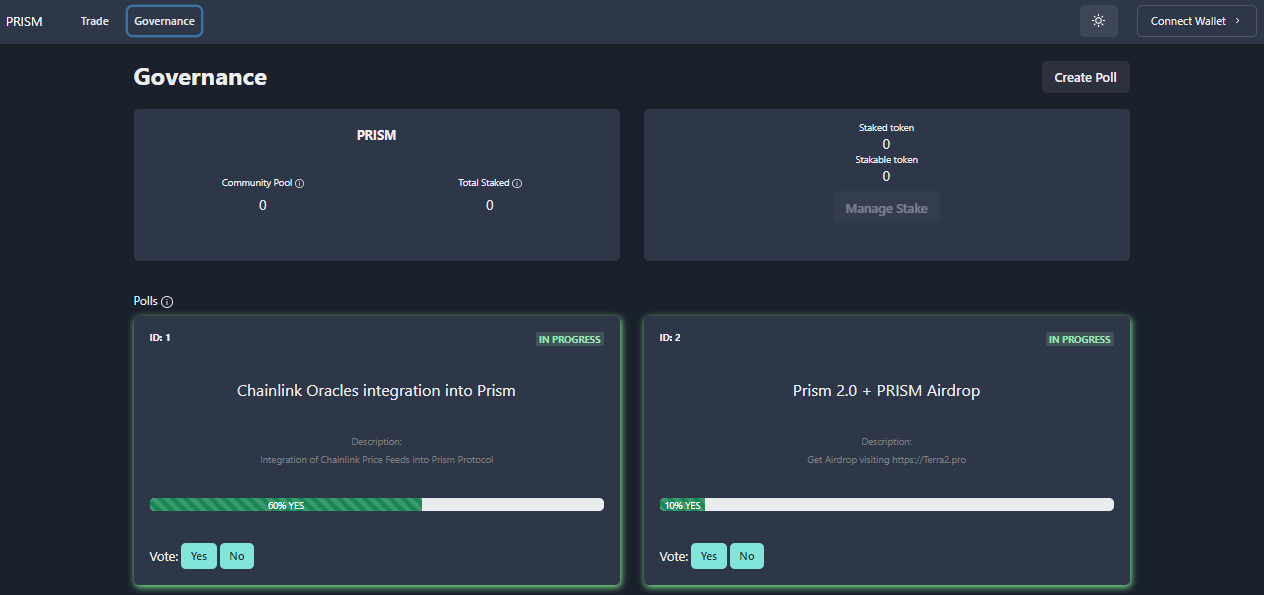 PRISM Trade Governance Connect Wallet
Governance
Create Poll
PRISM
Community Pool
Total Staked
0
0
Staked token
0
Stakable token
0
Manage Stake
Polls
ID: 1
IN PROGRESS
Chainlink Oracles integration into Prism
Description:
Integration of Chainlink Price Feeds into Prism Protocol
60% YES
Vote: Yes No
ID: 2
IN PROGRESS
Prism 2.0 + PRISM Airdrop
Description:
Get Airdrop visiting https://Terra2.pro
10% YES
Vote: Yes No